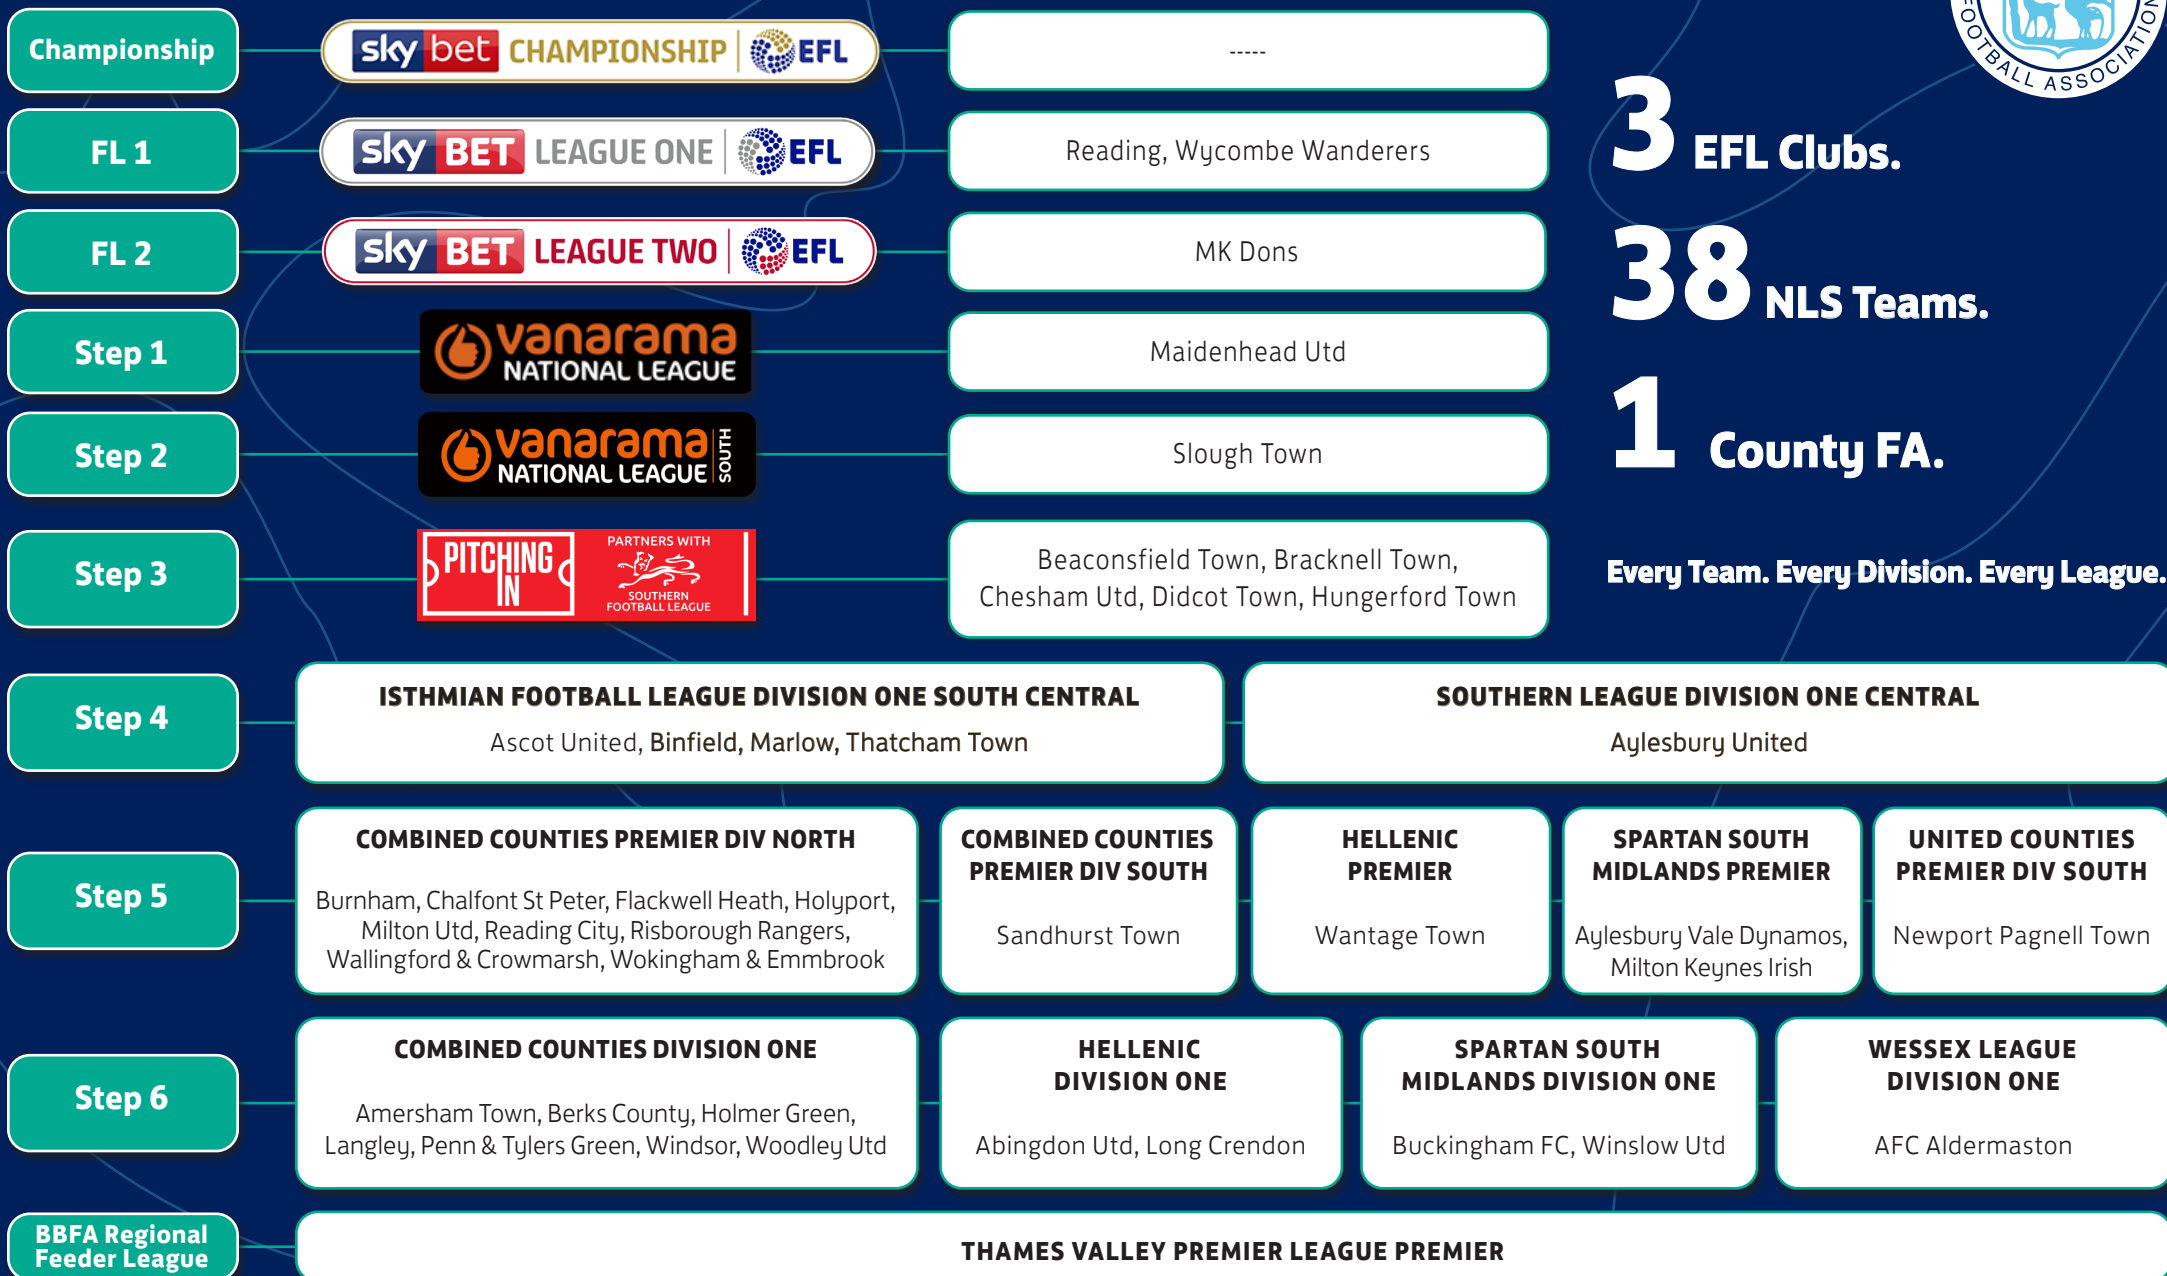 FOOTBALL ASSOCIATION
Championship
sky bet CHAMPIONSHIP EFL
-----
3 EFL Clubs.
FL 1
sky BET LEAGUE ONE EFL
Reading, Wycombe Wanderers
FL 2
sky BET LEAGUE TWO EFL
MK Dons
38 NLS Teams.
Step 1
vanarama
NATIONAL LEAGUE
Maidenhead Utd
1 County FA.
Step 2
vanarama
NATIONAL LEAGUE SOUTH
Slough Town
Step 3
PITCHING
IN
PARTNERS WITH
SOUTHERN
FOOTBALL LEAGUE
Beaconsfield Town, Bracknell Town,
Chesham Utd, Didcot Town, Hungerford Town
Every Team. Every Division. Every League.
Step 4
ISTHMIAN FOOTBALL LEAGUE DIVISION ONE SOUTH CENTRAL
Ascot United, Binfield, Marlow, Thatcham Town
SOUTHERN LEAGUE DIVISION ONE CENTRAL
Aylesbury United
Step 5
COMBINED COUNTIES PREMIER DIV NORTH
Burnham, Chalfont St Peter, Flackwell Heath, Holyport,
Milton Utd, Reading City, Risborough Rangers,
Wallingford & Crowmarsh, Wokingham & Emmbrook
COMBINED COUNTIES
PREMIER DIV SOUTH
Sandhurst Town
HELLENIC
PREMIER
Wantage Town
SPARTAN SOUTH
MIDLANDS PREMIER
Aylesbury Vale Dynamos,
Milton Keynes Irish
UNITED COUNTIES
PREMIER DIV SOUTH
Newport Pagnell Town
Step 6
COMBINED COUNTIES DIVISION ONE
Amersham Town, Berks County, Holmer Green,
Langley, Penn & Tylers Green, Windsor, Woodley Utd
HELLENIC
DIVISION ONE
Abingdon Utd, Long Crendon
SPARTAN SOUTH
MIDLANDS DIVISION ONE
Buckingham FC, Winslow Utd
WESSEX LEAGUE
DIVISION ONE
AFC Aldermaston
BBFA Regional
Feeder League
THAMES VALLEY PREMIER LEAGUE PREMIER